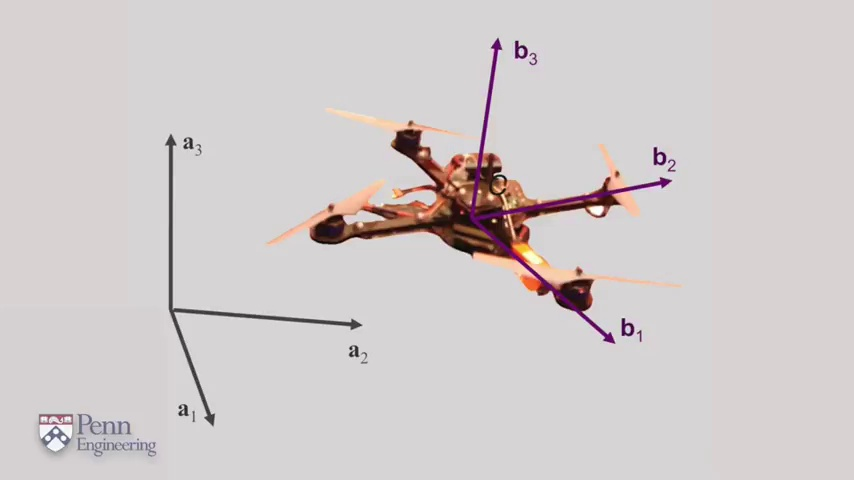 b3
b2
a3
C
b1
a2
a1
Penn
Engineering